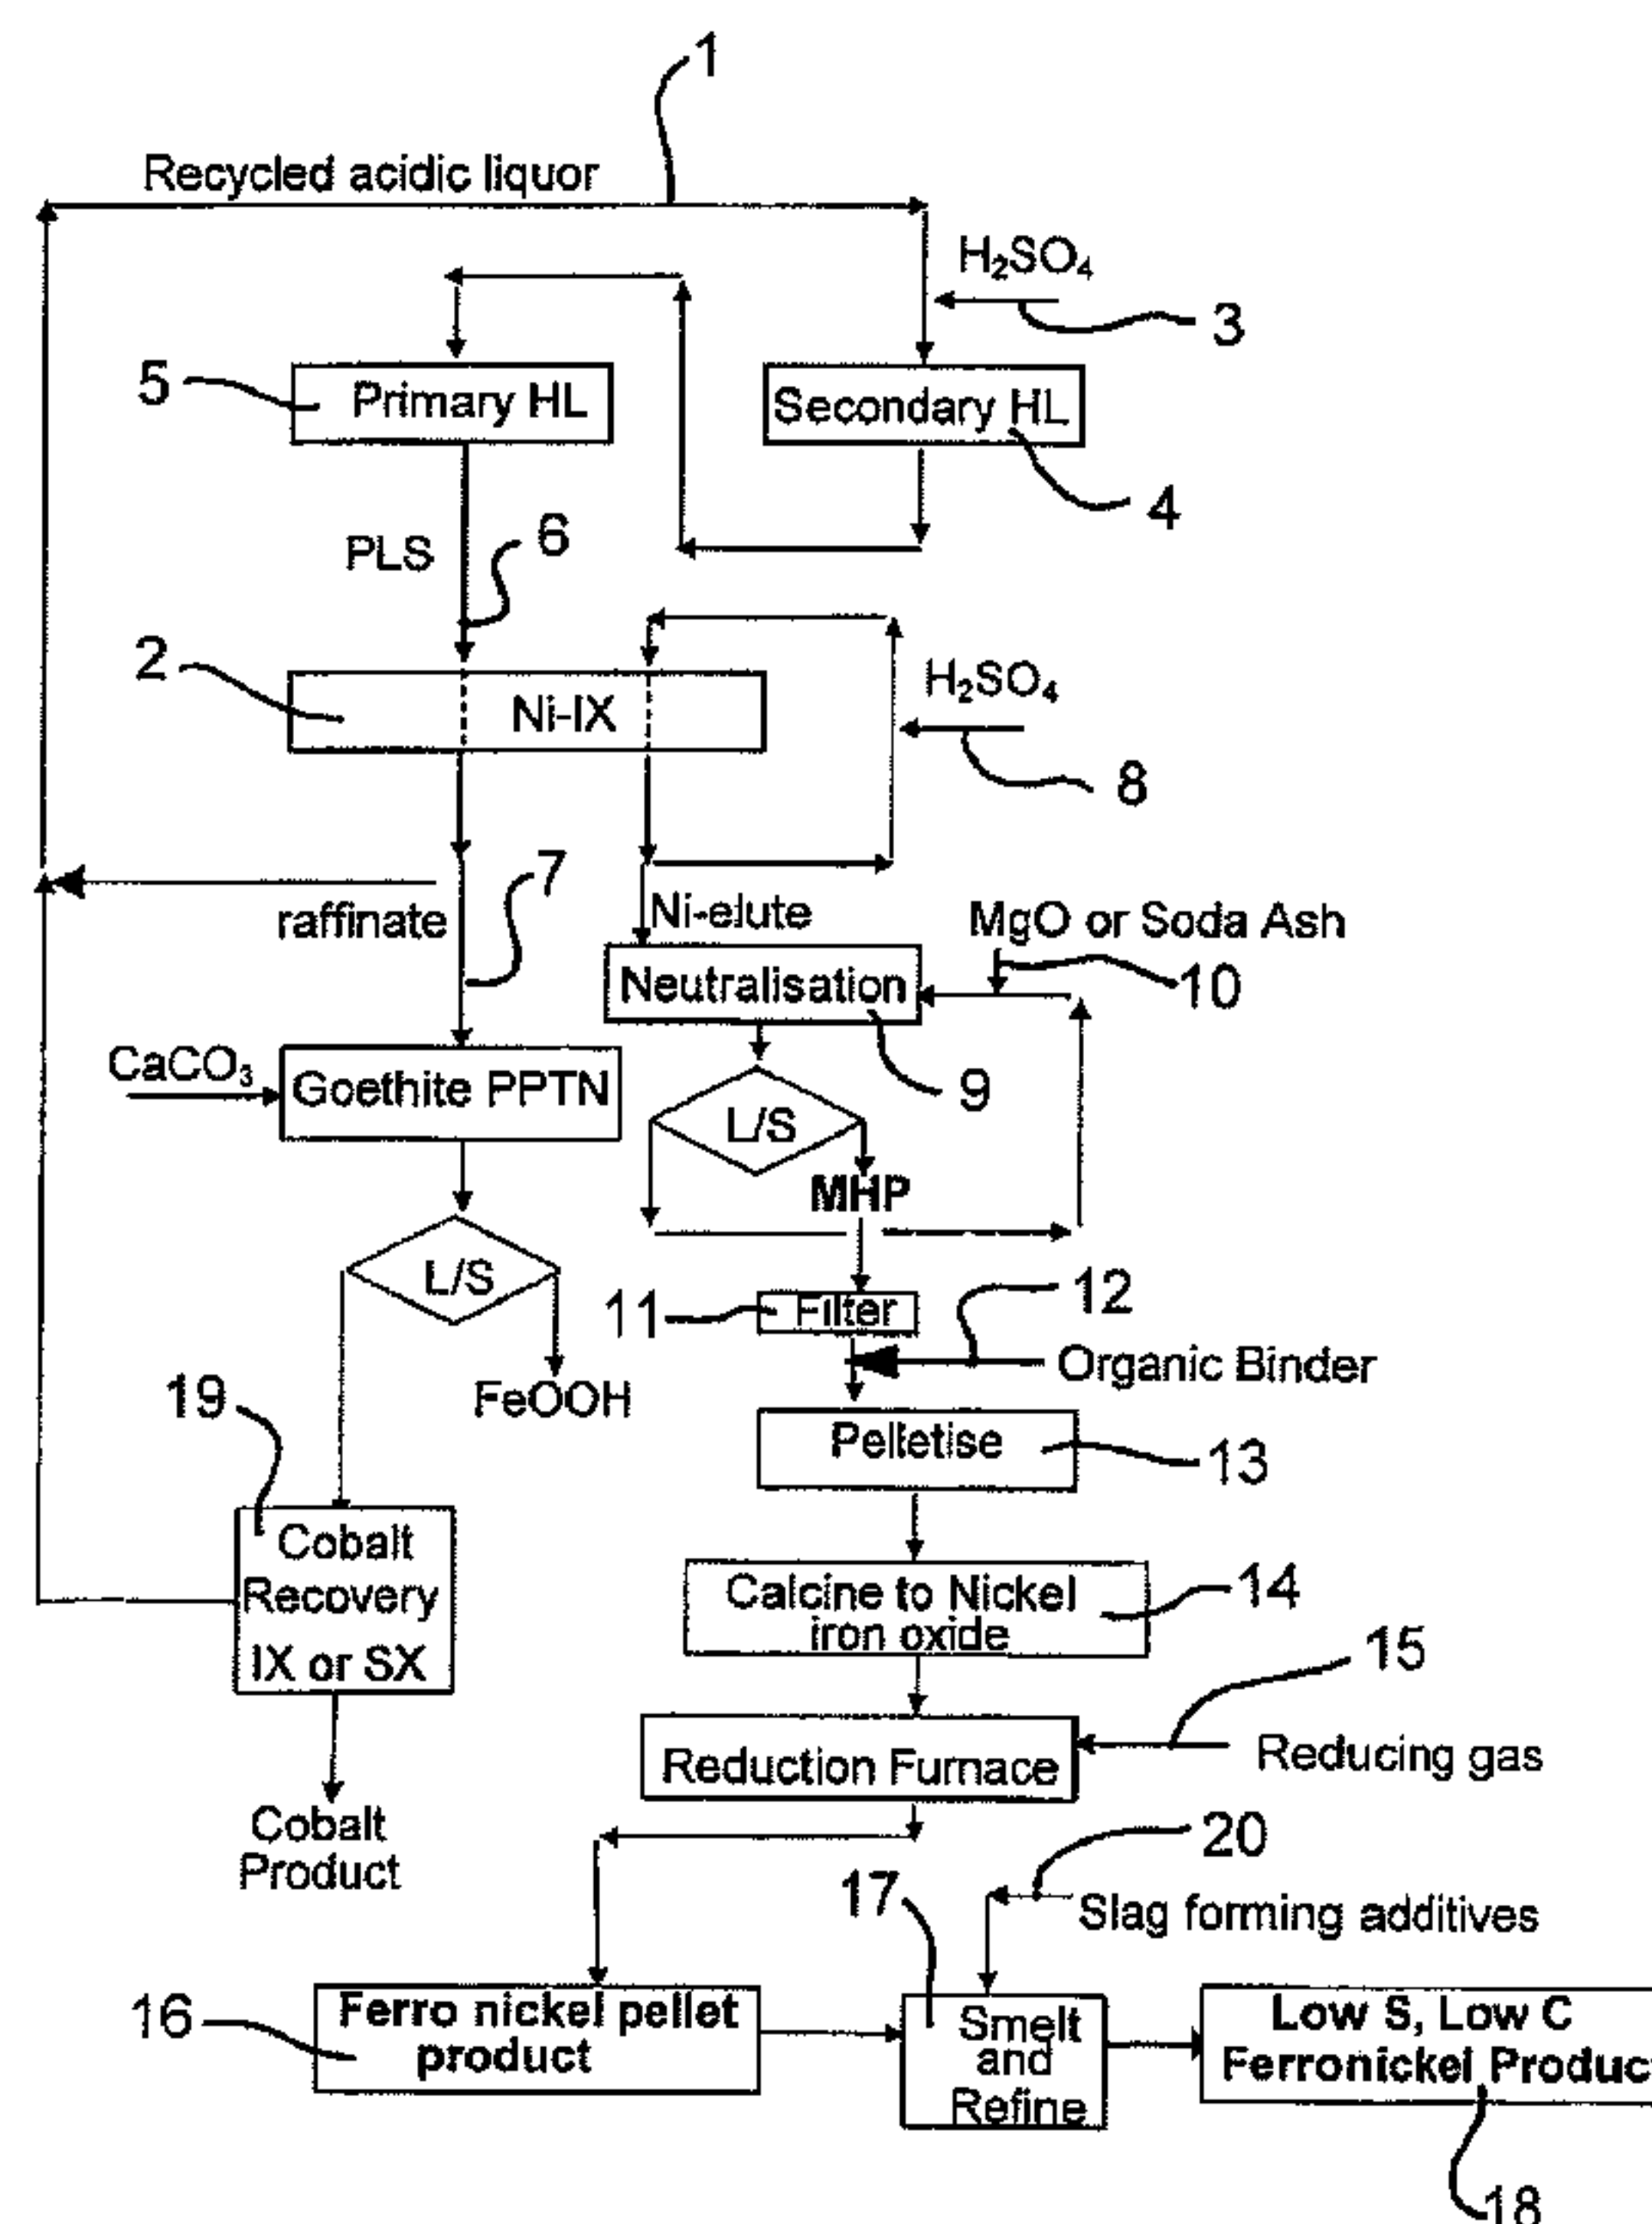 1
Recycled acidic liquor
H₂SO₄
3
5
Primary HL
Secondary HL
4
PLS
6
2
Ni-IX
H₂SO₄
8
7
raffinate
Ni-elute
MgO or Soda Ash
10
Neutralisation
CaCO₃
Goethite PPTN
9
L/S
MHP
L/S
11
Filter
12
Organic Binder
FeOOH
19
Pelletise
13
Cobalt
Recovery
IX or SX
Calcine to Nickel
iron oxide
14
15
Reduction Furnace
Reducing gas
Cobalt
Product
20
17
Slag forming additives
16
Ferro nickel pellet
product
Smelt
and
Refine
Low S, Low C
Ferronickel Produc
18